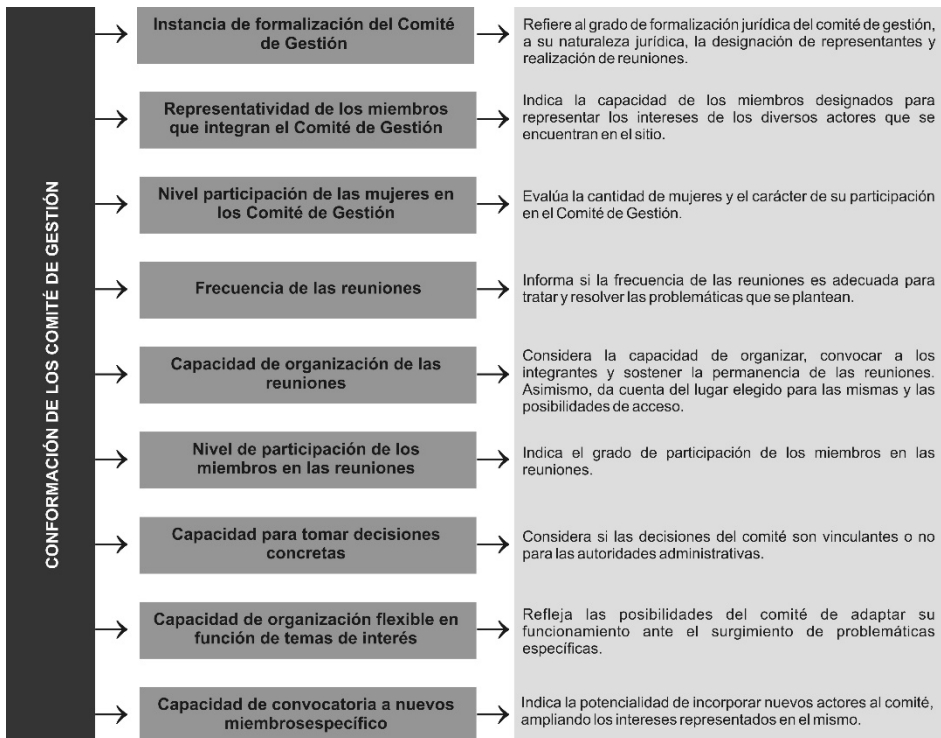 CONFORMACIÓN DE LOS COMITÉ DE GESTIÓN
Instancia de formalización del Comité
de Gestión
Refiere al grado de formalización jurídica del comité de gestión,
a su naturaleza jurídica, la designación de representantes y
realización de reuniones.
Representatividad de los miembros
que integran el Comité de Gestión
Indica la capacidad de los miembros designados para
representar los intereses de los diversos actores que se
encuentran en el sitio.
Nivel participación de las mujeres en
los Comité de Gestión
Evalúa la cantidad de mujeres y el carácter de su participación
en el Comité de Gestión.
Frecuencia de las reuniones
Informa si la frecuencia de las reuniones es adecuada para
tratar y resolver las problemáticas que se plantean.
Capacidad de organización de las
reuniones
Considera la capacidad de organizar, convocar a los
integrantes y sostener la permanencia de las reuniones.
Asimismo, da cuenta del lugar elegido para las mismas y las
posibilidades de acceso.
Nivel de participación de los
miembros en las reuniones
Indica el grado de participación de los miembros en las
reuniones.
Capacidad para tomar decisiones
concretas
Considera si las decisiones del comité son vinculantes o no
para las autoridades administrativas.
Capacidad de organización flexible en
función de temas de interés
Refleja las posibilidades del comité de adaptar su
funcionamiento ante el surgimiento de problemáticas
específicas.
Capacidad de convocatoria a nuevos
miembrosespecífico
Indica la potencialidad de incorporar nuevos actores al comité,
ampliando los intereses representados en el mismo.